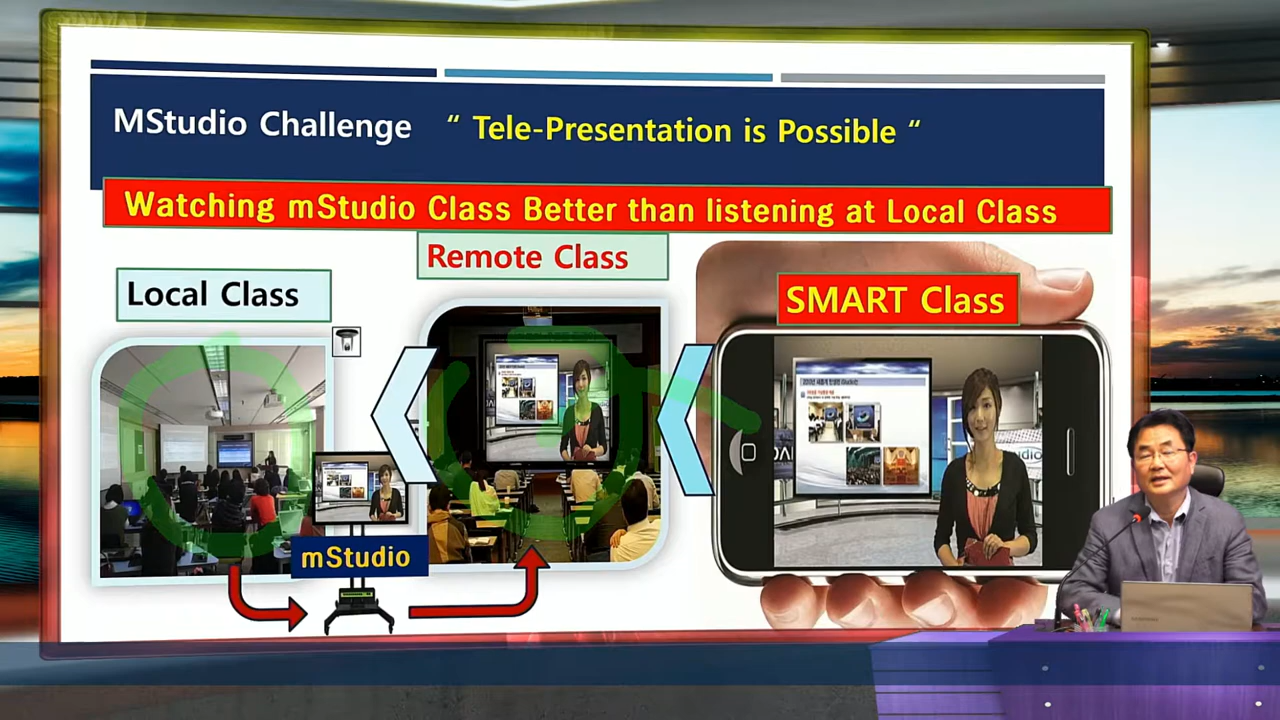 MStudio Challenge “ Tele-Presentation is Possible “
Watching mStudio Class Better than listening at Local Class
Remote Class
Local Class
SMART Class
mStudio